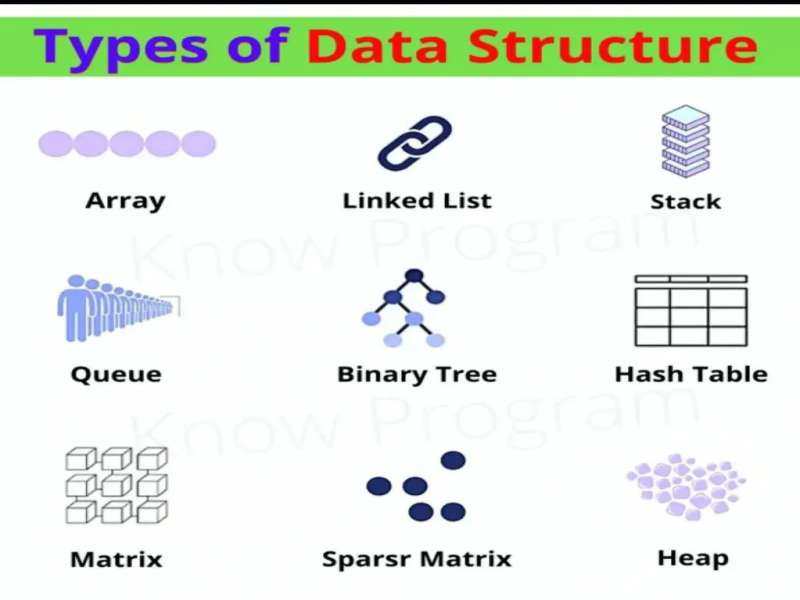 Types of Data Structure
Array
Linked List
Stack
Know Program
Queue
Binary Tree
Hash Table
Know Program
Matrix
Sparsr Matrix
Heap